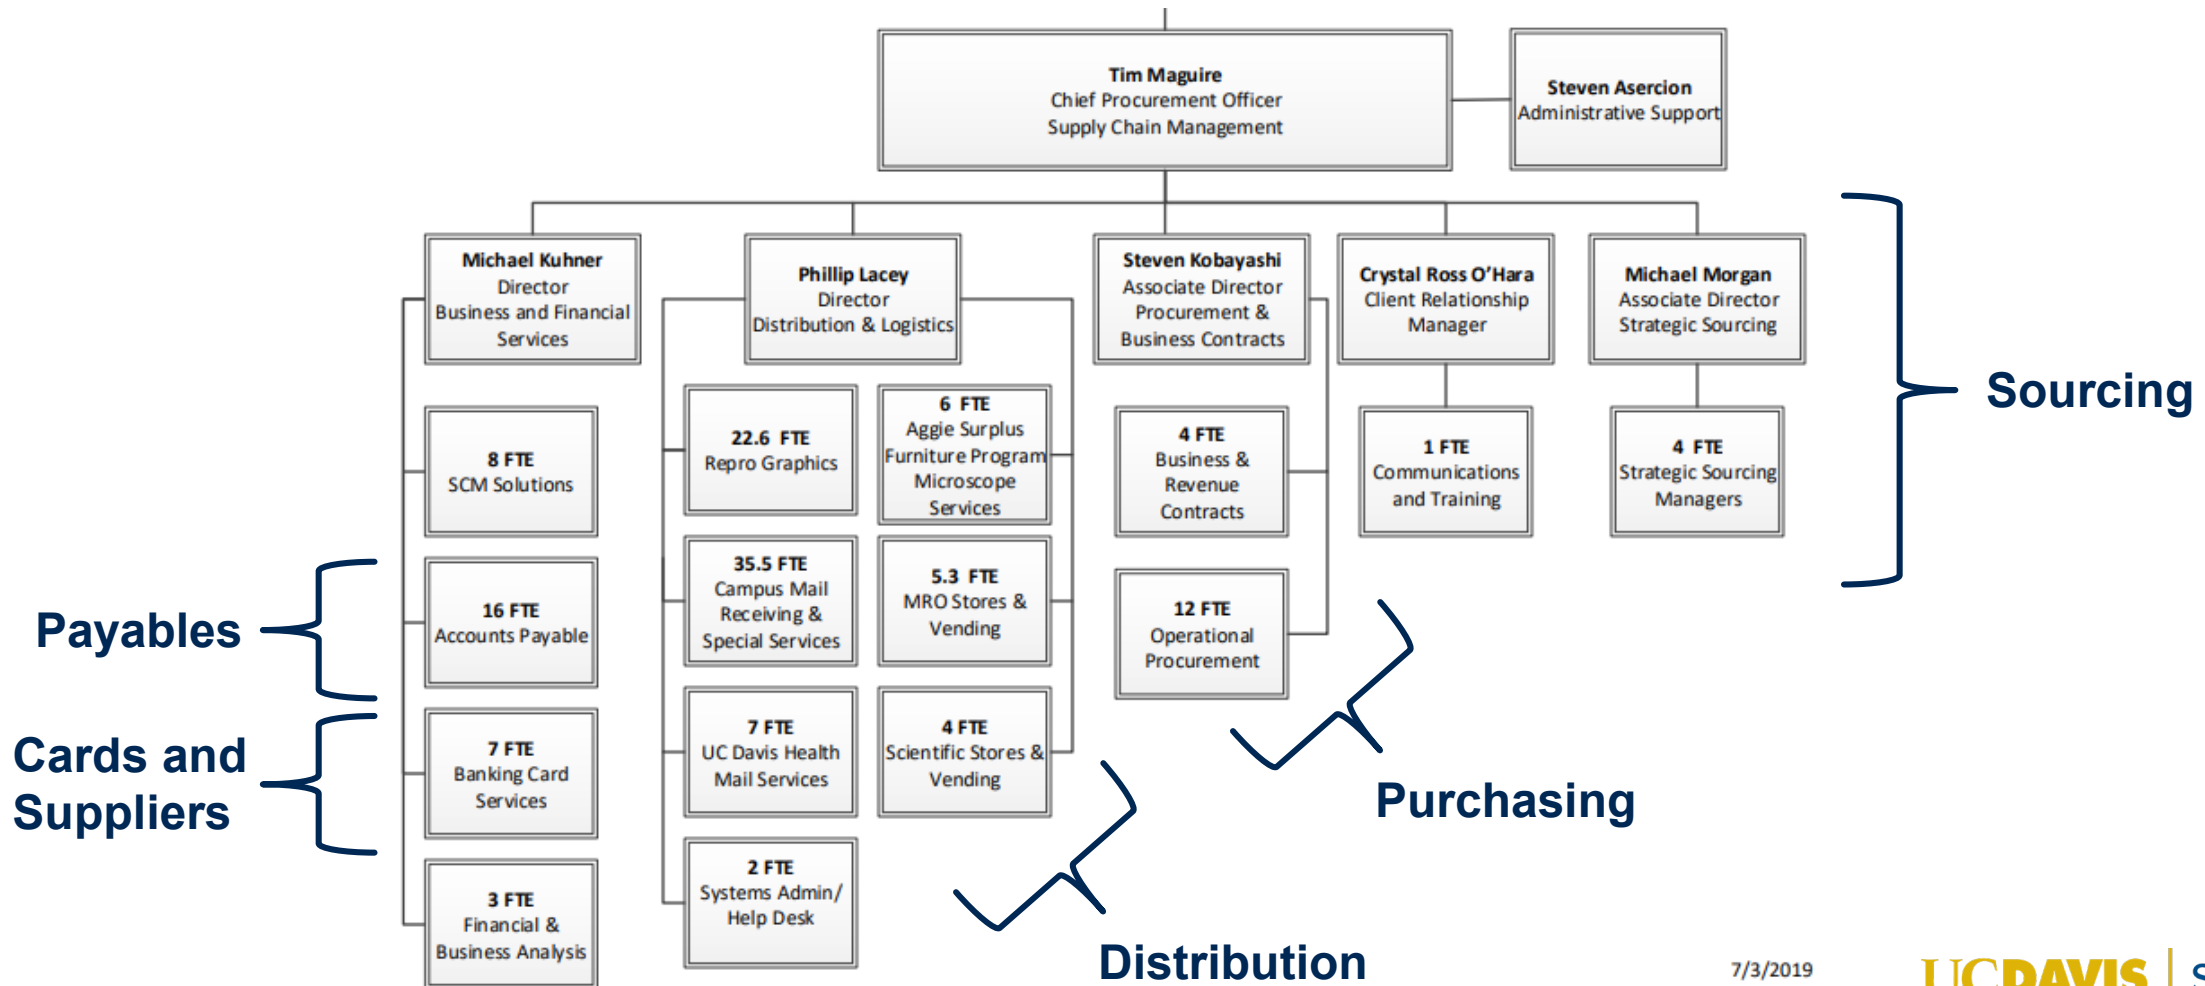 Tim Maguire
Chief Procurement Officer
Supply Chain Management
Steven Asercion
Administrative Support
Michael Kuhner
Director
Business and Financial
Services
Phillip Lacey
Director
Distribution & Logistics
Steven Kobayashi
Associate Director
Procurement &
Business Contracts
Crystal Ross O'Hara
Client Relationship
Manager
Michael Morgan
Associate Director
Strategic Sourcing
Sourcing
8 FTE
SCM Solutions
22.6 FTE
Repro Graphics
6 FTE
Aggie Surplus
Furniture Program
Microscope
Services
4 FTE
Business &
Revenue
Contracts
1 FTE
Communications
and Training
4 FTE
Strategic Sourcing
Managers
Payables
16 FTE
Accounts Payable
35.5 FTE
Campus Mail
Receiving &
Special Services
5.3 FTE
MRO Stores &
Vending
12 FTE
Operational
Procurement
Cards and
Suppliers
7 FTE
Banking Card
Services
7 FTE
UC Davis Health
Mail Services
4 FTE
Scientific Stores &
Vending
Purchasing
3 FTE
Financial &
Business Analysis
2 FTE
Systems Admin/
Help Desk
Distribution
7/3/2019
UCDAVIS